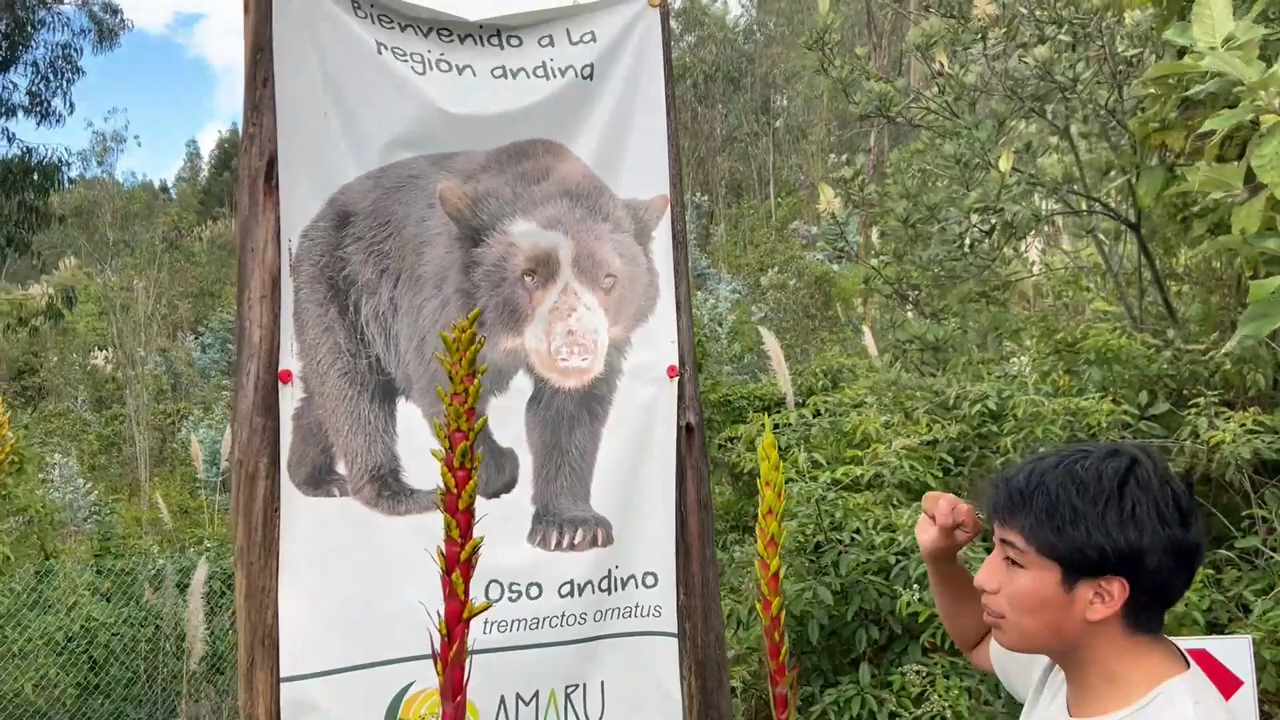 Bienvenido a la
región andina
Oso andino
tremarctos ornatus
AMARU